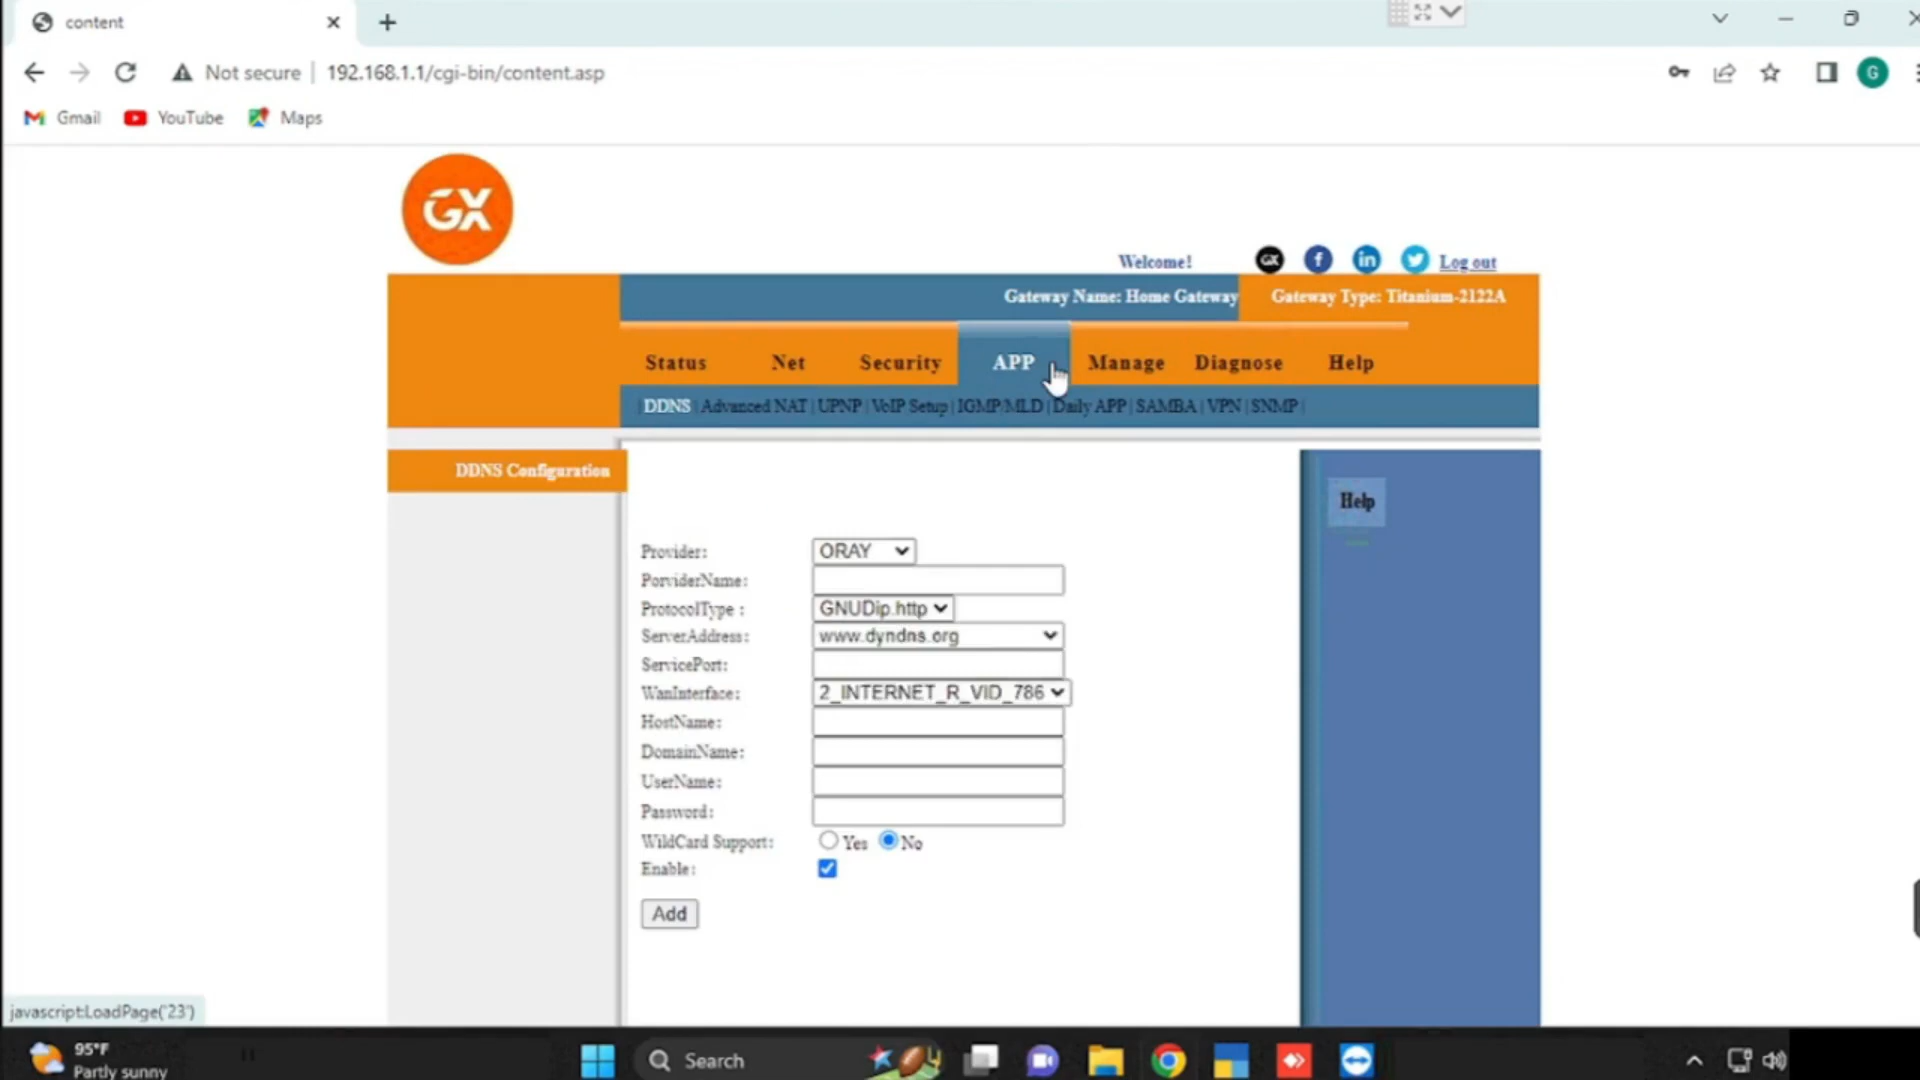 content
Not secure | 192.168.1.1/cgi-bin/content.asp
G
Gmail YouTube Maps
GX
Welcome! GX f in Log out
Gateway Name: Home Gateway Gateway Type: Titanium-2122A
Status Net Security APP Manage Diagnose Help
| DDNS | Advanced NAT | UPNP | VoIP Setup | IGMP/MLD | Daily APP | SAMBA | VPN | SNMP |
DDNS Configuration
Help
Provider: ORAY
PorviderName:
ProtocolType : GNUDip.http
ServerAddress: www.dyndns.org
ServicePort:
WanInterface: 2_INTERNET_R_VID_786
HostName:
DomainName:
UserName:
Password:
WildCard Support: Yes No
Enable:
Add
javascript:LoadPage('23')
95°F
Partly sunny
Search